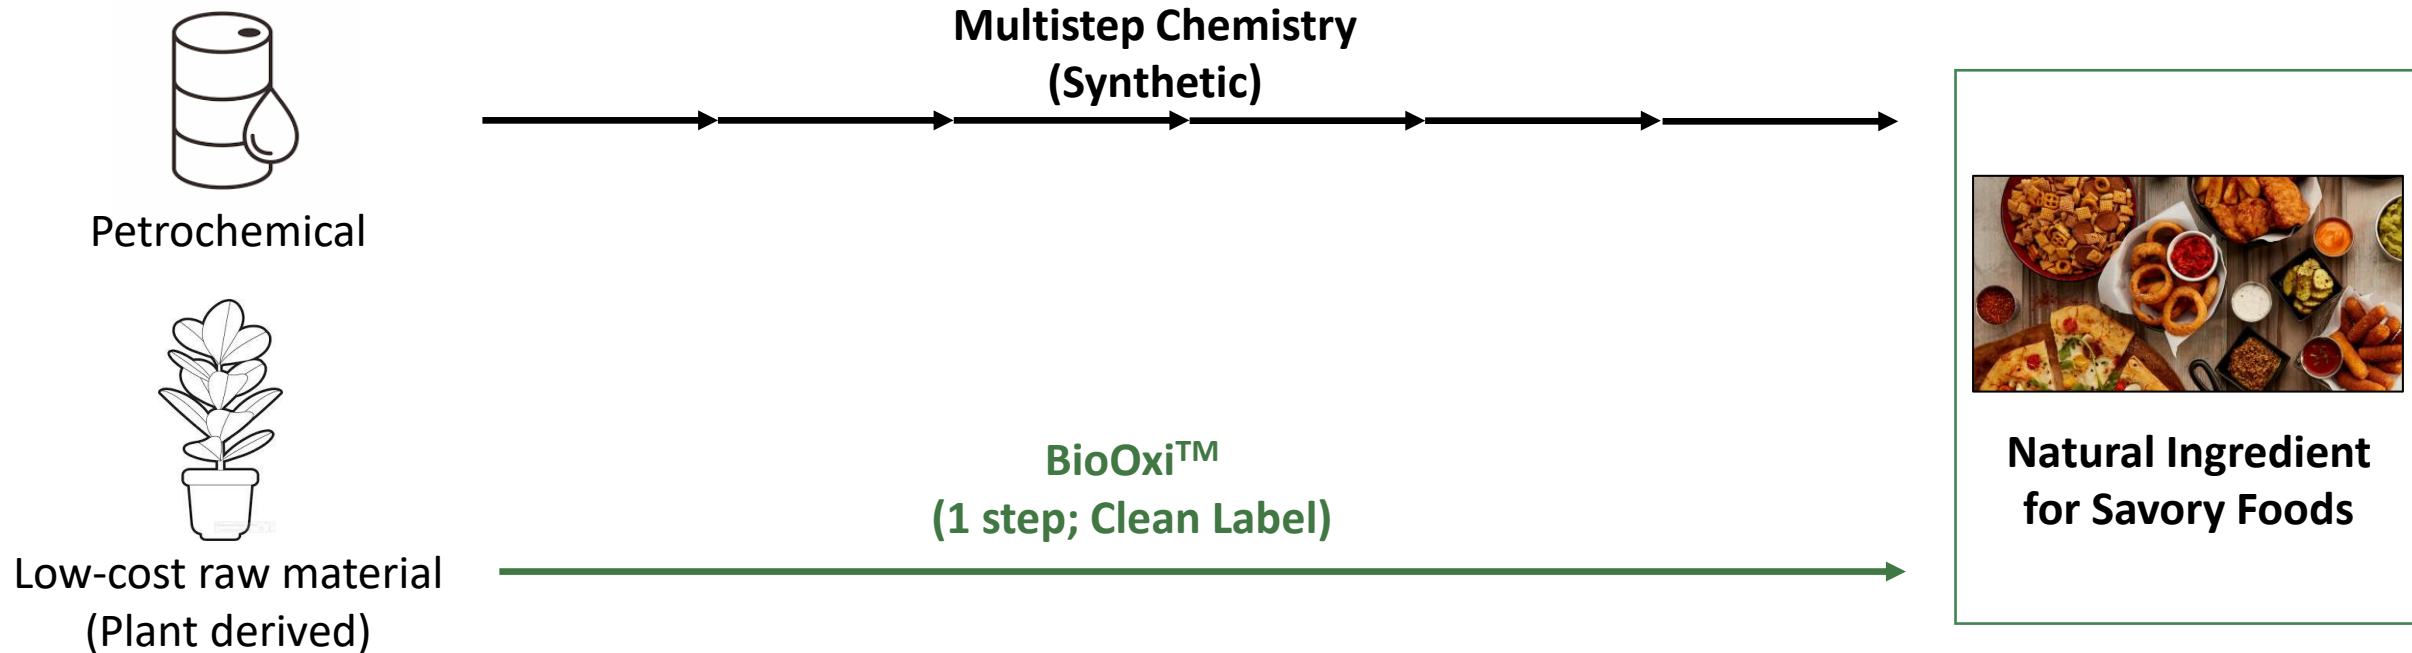 Multistep Chemistry
(Synthetic)
Petrochemical
BioOxi™
(1 step; Clean Label)
Low-cost raw material
(Plant derived)
Natural Ingredient
for Savory Foods